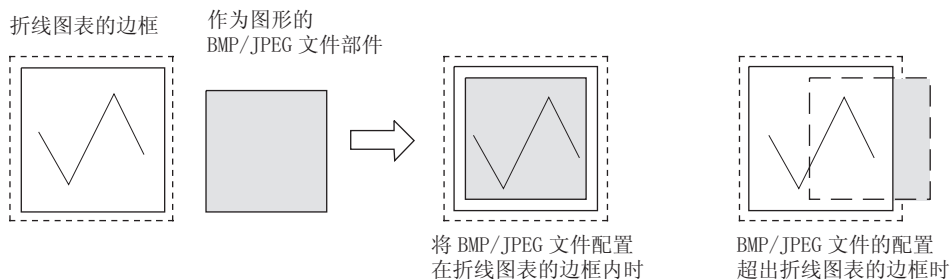 折线图表的边框
作为图形的
BMP/JPEG 文件部件
将 BMP/JPEG 文件配置
在折线图表的边框内时
BMP/JPEG 文件的配置
超出折线图表的边框时